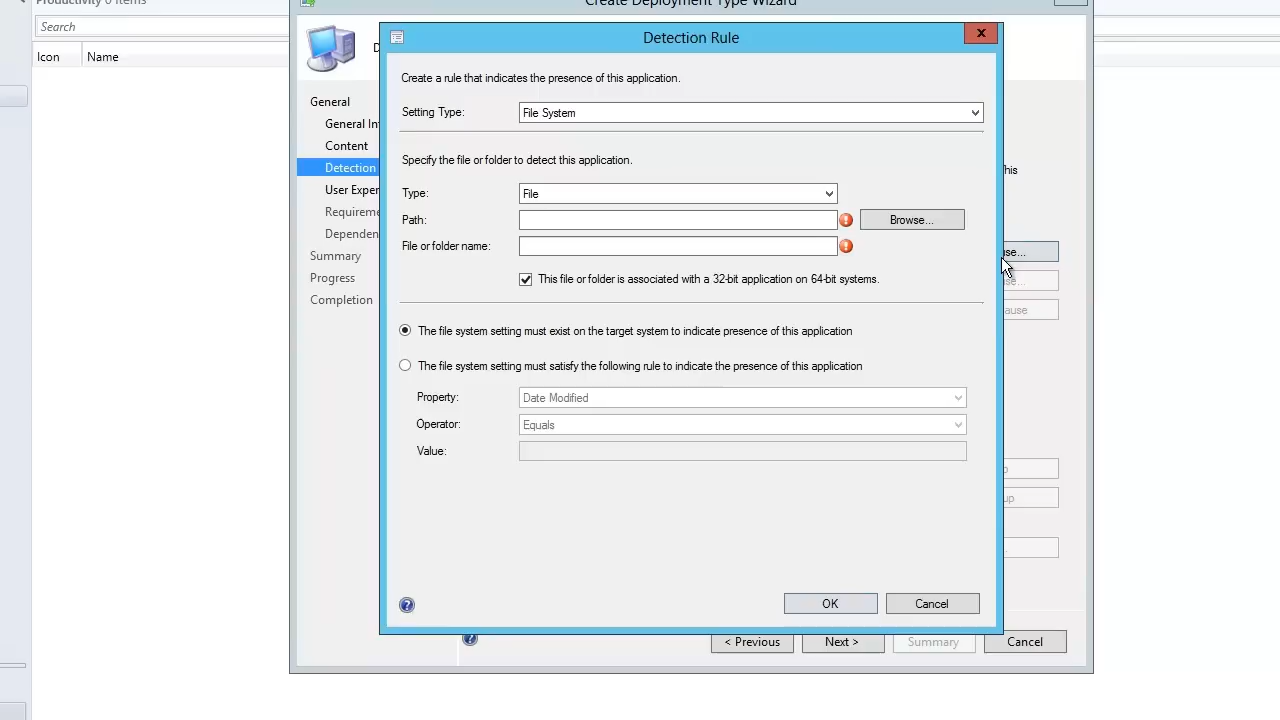 Productivity 0 items
Create Deployment Type Wizard
Search
Icon Name
Detection Rule
Create a rule that indicates the presence of this application.
General
Setting Type: File System
General In
Content
Specify the file or folder to detect this application.
Detection
User Exper
Type: File
Requireme
Path: Browse...
Dependen
File or folder name:
Summary
This file or folder is associated with a 32-bit application on 64-bit systems.
Progress
Completion
The file system setting must exist on the target system to indicate presence of this application
The file system setting must satisfy the following rule to indicate the presence of this application
Property: Date Modified
Operator: Equals
Value:
OK Cancel
< Previous Next > Summary Cancel